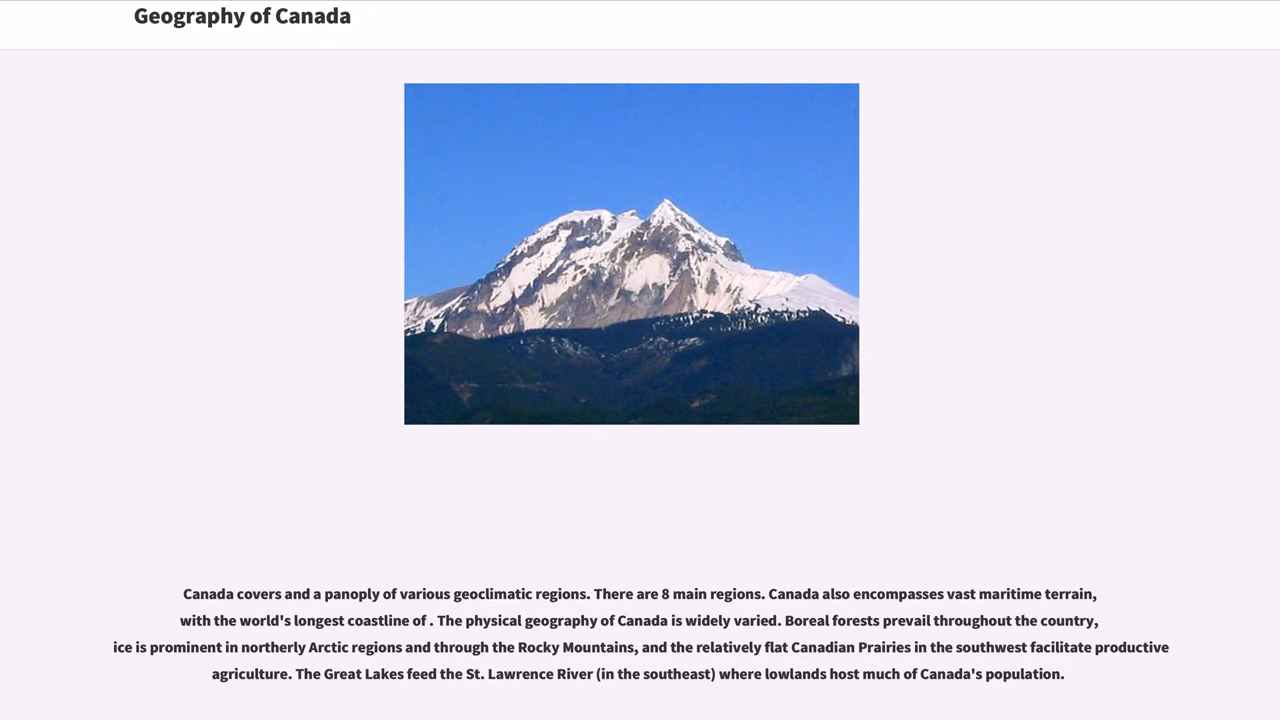 Geography of Canada
Canada covers and a panoply of various geoclimatic regions. There are 8 main regions. Canada also encompasses vast maritime terrain,
with the world's longest coastline of . The physical geography of Canada is widely varied. Boreal forests prevail throughout the country,
ice is prominent in northerly Arctic regions and through the Rocky Mountains, and the relatively flat Canadian Prairies in the southwest facilitate productive
agriculture. The Great Lakes feed the St. Lawrence River (in the southeast) where lowlands host much of Canada's population.